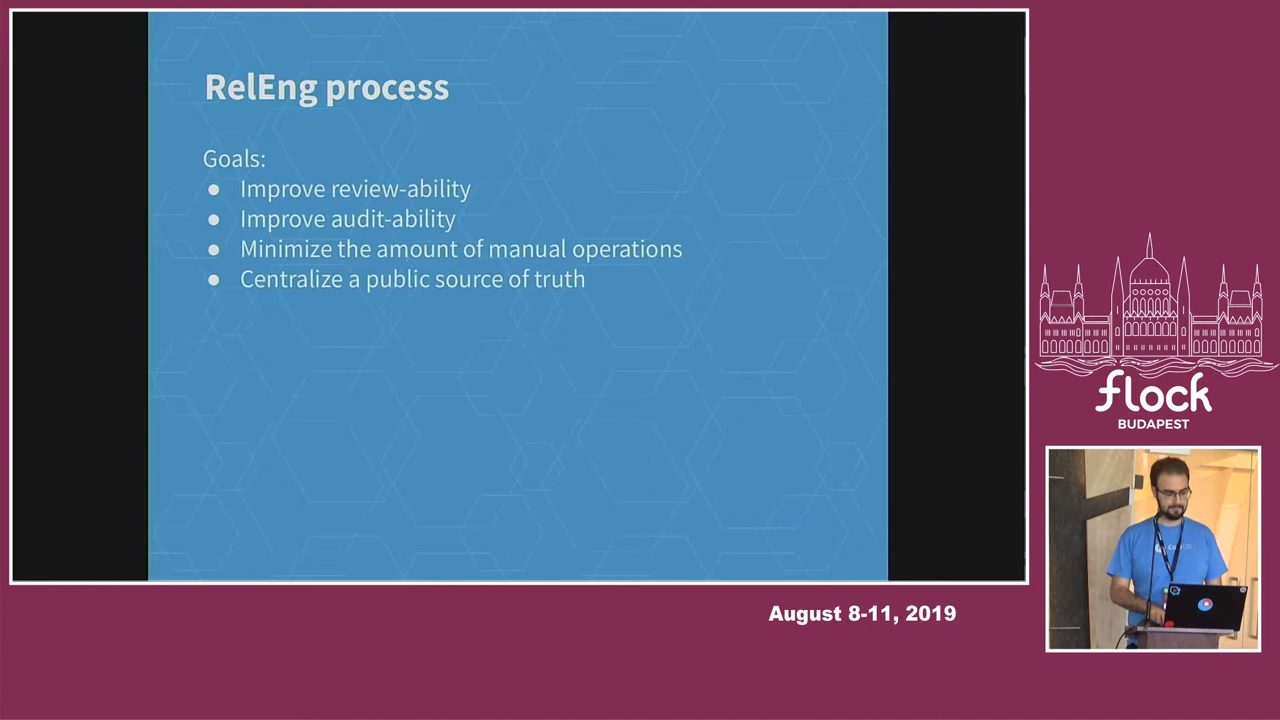 RelEng process
Goals:
● Improve review-ability
● Improve audit-ability
● Minimize the amount of manual operations
● Centralize a public source of truth
flock
BUDAPEST
August 8-11, 2019